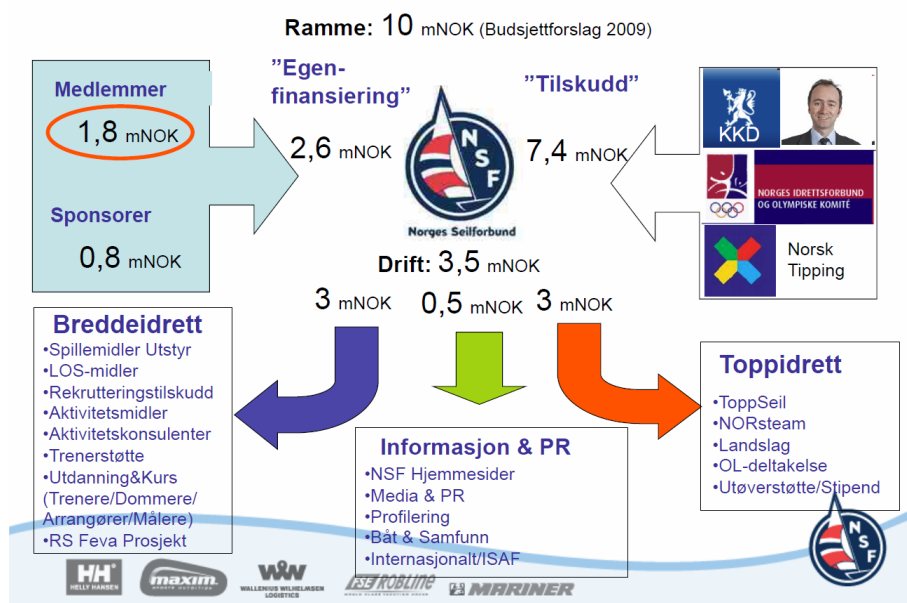 Ramme: 10 mNOK (Budsjettforslag 2009)
Medlemmer
1,8 mNOK
Sponsorer
0,8 mNOK
”Egen-
finansiering”
2,6 mNOK
NSF
Norges Seilforbund
”Tilskudd”
7,4 mNOK
KKD
NORGES IDRETTSFORBUND
OG OLYMPISKE KOMITÉ
Norsk
Tipping
Drift: 3,5 mNOK
3 mNOK
0,5 mNOK
3 mNOK
Breddeidrett
•Spillemidler Utstyr
•LOS-midler
•Rekrutteringstilskudd
•Aktivitetsmidler
•Aktivitetskonsulenter
•Trenerstøtte
•Utdanning&Kurs
(Trenere/Dommere/
Arrangører/Målere)
•RS Feva Prosjekt
Informasjon & PR
•NSF Hjemmesider
•Media & PR
•Profilering
•Båt & Samfunn
•Internasjonalt/ISAF
Toppidrett
•ToppSeil
•NORsteam
•Landslag
•OL-deltakelse
•Utøverstøtte/Stipend
NSF
HH
HELLY HANSEN
maxim.
SPORTS NUTRITION
WW
WALLENIUS WILHELMSEN
LOGISTICS
FSE ROBLINE
MARINER